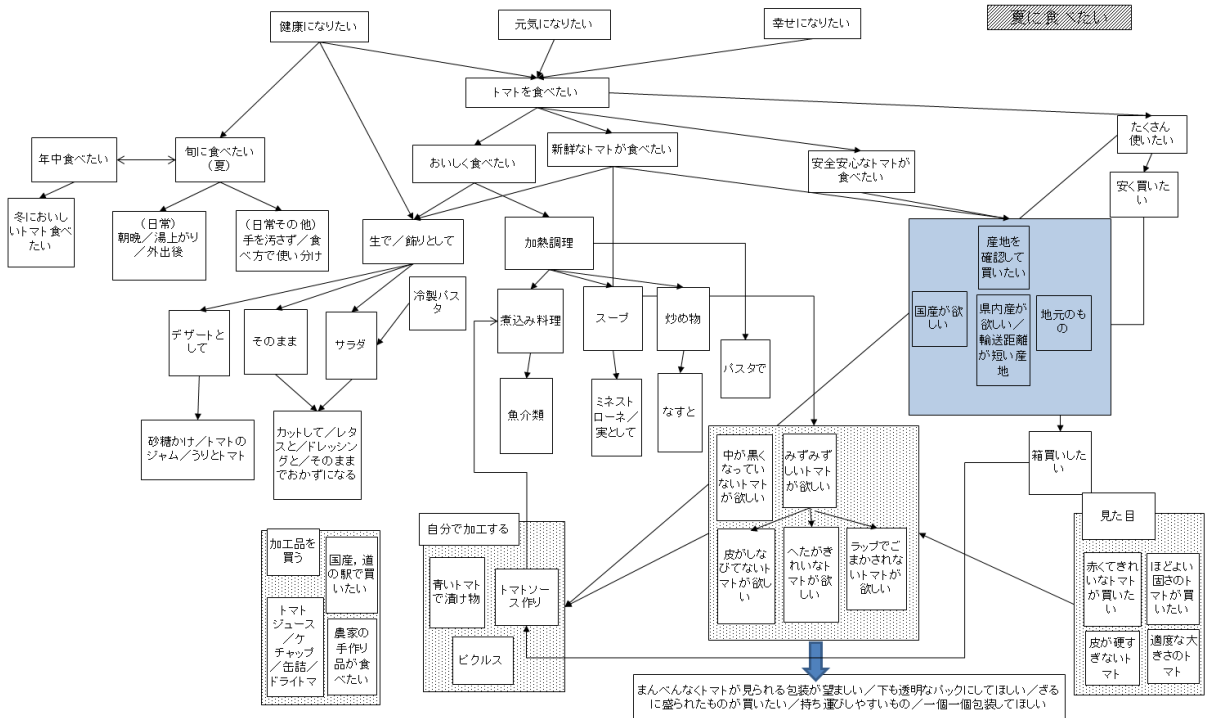 健康になりたい
元気になりたい
幸せになりたい
夏に食べたい
トマトを食べたい
たくさん
使いたい
年中食べたい
旬に食べたい
(夏)
おいしく食べたい
新鮮なトマトが食べたい
安全安心なトマトが
食べたい
安く買いた
い
冬においし
いトマト食べ
たい
(日常)
朝晩/湯上がり
/外出後
(日常その他)
手を汚さず/食
べ方で使い分け
生で/飾りとして
加熱調理
産地を
確認して
買いたい
国産が欲
しい
県内産が
欲しい/
輸送距離
が短い産
地
地元のも
の
冷製パス
タ
デザートと
して
そのまま
サラダ
煮込み料理
スープ
炒め物
パスタで
魚介類
ミネスト
ローネ/
実として
なすと
砂糖かけ/トマトの
ジャム/うりとトマト
カットして/レタ
スと/ドレッシン
グと/そのまま
でおかずになる
中が黒く
なってい
ないトマト
が欲しい
みずみず
しいトマト
が欲しい
箱買いした
い
皮がしな
びてないト
マトが欲し
い
へたがき
れいなト
マトが欲
しい
ラップでご
まかされな
いトマトが
欲しい
見た目
赤くてきれ
いなトマト
が買いたい
ほどよい
固さのト
マトが買
いたい
皮が硬す
ぎないト
マト
適度な大
きさのト
マト
加工品を
買う
国産,道
の駅で買
いたい
トマト
ジュース
/ケ
チャップ
/缶詰/
ドライトマ
農家の
手作り
品が食
べたい
自分で加工する
青いトマト
で漬け物
トマトソー
ス作り
ピクルス
まんべんなくトマトが見られる包装が望ましい/下も透明なパックにしてほしい/ざる
に盛られたものが買いたい/持ち運びしやすいもの/一個一個包装してほしい